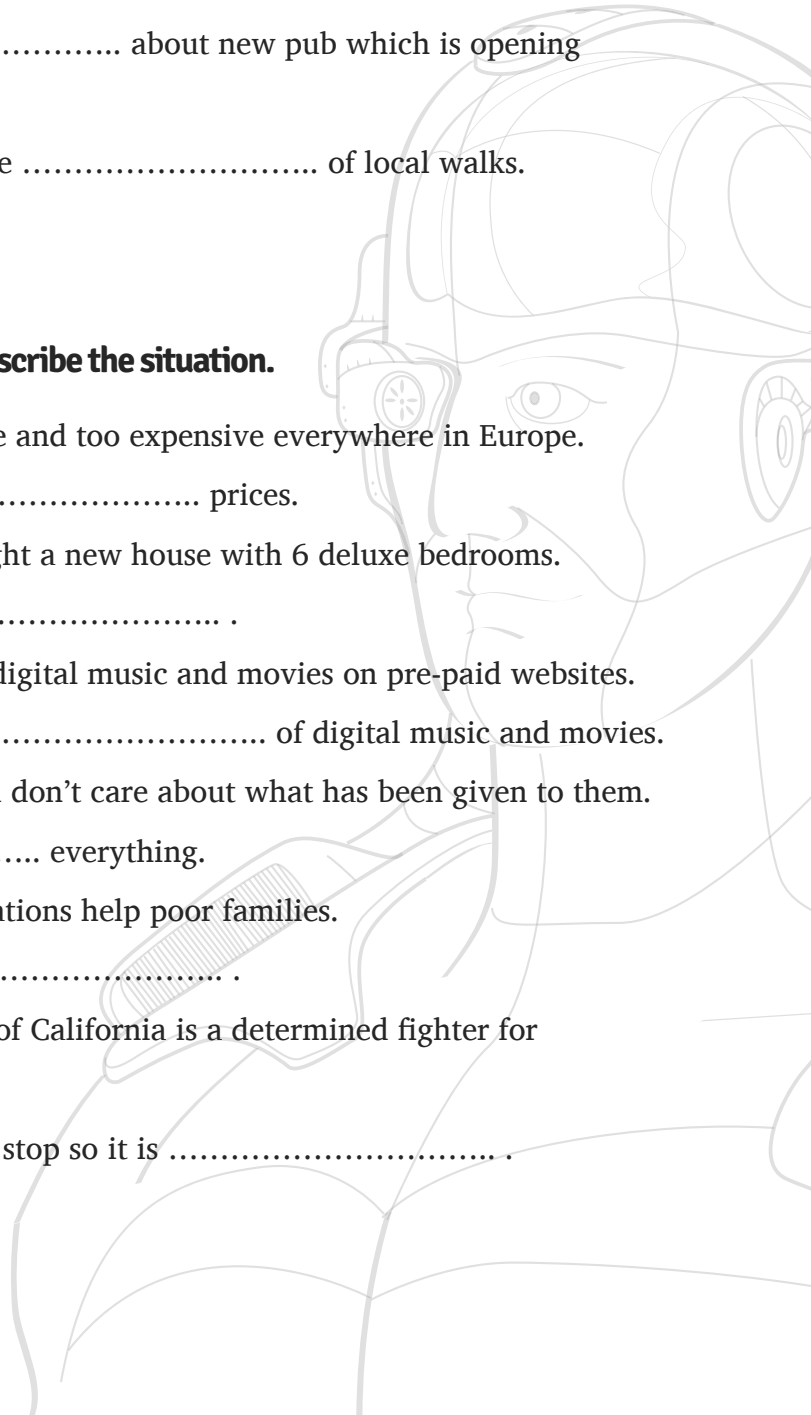 ………….. about new pub which is opening
e ……………………….. of local walks.
scribe the situation.
e and too expensive everywhere in Europe.
……………….. prices.
ght a new house with 6 deluxe bedrooms.
………………….. .
digital music and movies on pre-paid websites.
…………………….. of digital music and movies.
don’t care about what has been given to them.
….. everything.
ations help poor families.
………………….. .
of California is a determined fighter for
stop so it is ………………………….. .